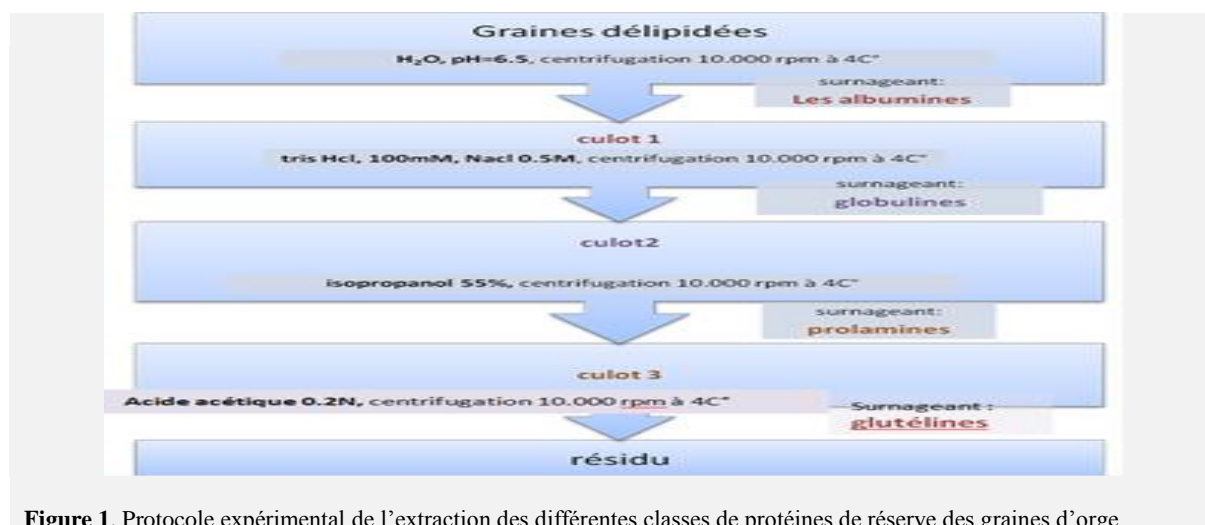 Graines délipidées
H₂O, pH=6.5, centrifugation 10.000 rpm à 4C°
surnageant:
Les albumines
culot 1
tris Hcl, 100mM, Nacl 0.5M, centrifugation 10.000 rpm à 4C°
surnageant:
globulines
culot2
isopropanol 55%, centrifugation 10.000 rpm à 4C°
surnageant:
prolamines
culot 3
Acide acétique 0.2N, centrifugation 10.000 rpm à 4C°
Surnageant :
glutélines
résidu
Figure 1. Protocole expérimental de l’extraction des différentes classes de protéines de réserve des graines d’orge